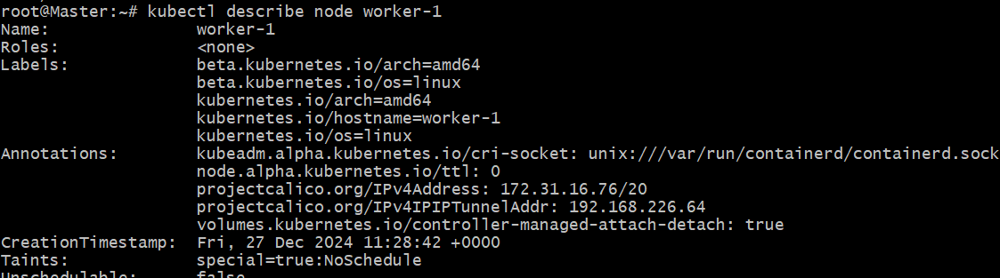 root@Master:~# kubectl describe node worker-1
Name:               worker-1
Roles:              <none>
Labels:             beta.kubernetes.io/arch=amd64
                    beta.kubernetes.io/os=linux
                    kubernetes.io/arch=amd64
                    kubernetes.io/hostname=worker-1
                    kubernetes.io/os=linux
Annotations:        kubeadm.alpha.kubernetes.io/cri-socket: unix:///var/run/containerd/containerd.sock
                    node.alpha.kubernetes.io/ttl: 0
                    projectcalico.org/IPv4Address: 172.31.16.76/20
                    projectcalico.org/IPv4IPIPTunnelAddr: 192.168.226.64
                    volumes.kubernetes.io/controller-managed-attach-detach: true
CreationTimestamp:  Fri, 27 Dec 2024 11:28:42 +0000
Taints:             special=true:NoSchedule
Unschedulable:      false